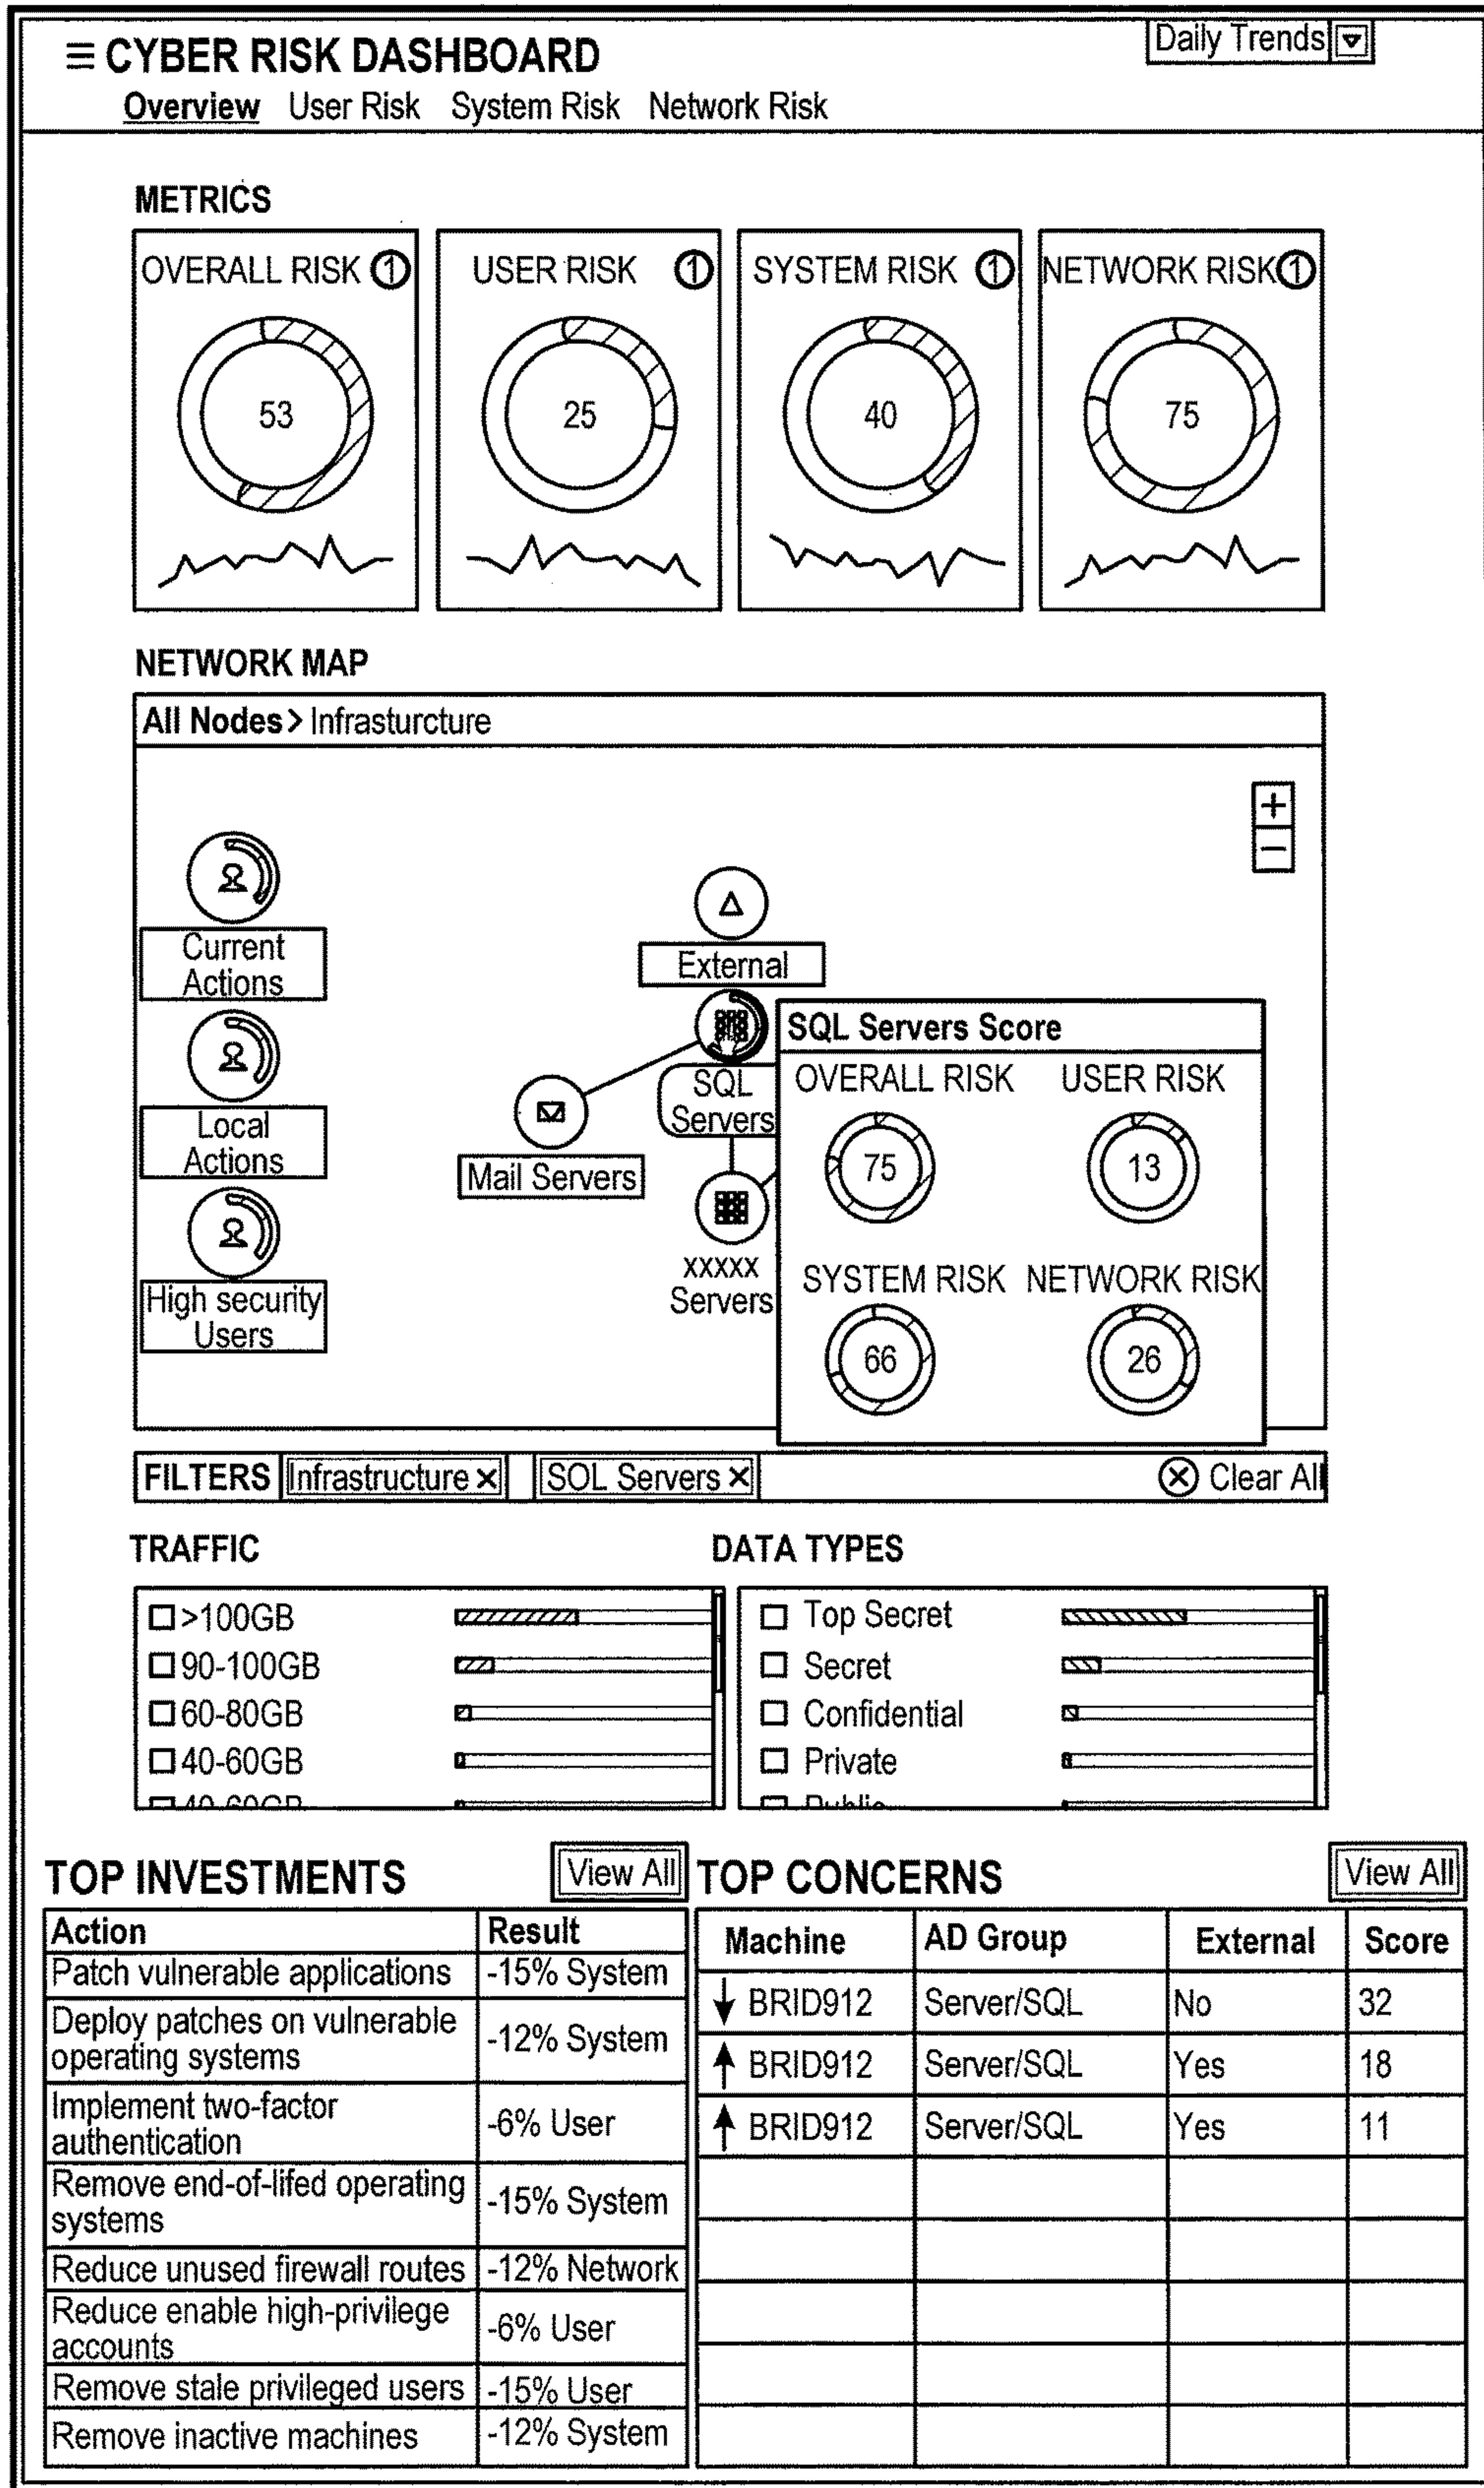 ☰ CYBER RISK DASHBOARD
Daily Trends
Overview User Risk System Risk Network Risk
METRICS
OVERALL RISK ①
53
USER RISK ①
25
SYSTEM RISK ①
40
NETWORK RISK ①
75
NETWORK MAP
All Nodes > Infrasturcture
+
−
Current
Actions
Local
Actions
High security
Users
External
SQL
Servers
Mail Servers
xxxxx
Servers
SQL Servers Score
OVERALL RISK USER RISK
75 13
SYSTEM RISK NETWORK RISK
66 26
FILTERS Infrastructure × SOL Servers × ⊗ Clear All
TRAFFIC
>100GB
90-100GB
60-80GB
40-60GB
40-60GB
DATA TYPES
Top Secret
Secret
Confidential
Private
Public
TOP INVESTMENTS View All
Action Result
Patch vulnerable applications -15% System
Deploy patches on vulnerable
operating systems -12% System
Implement two-factor
authentication -6% User
Remove end-of-lifed operating
systems -15% System
Reduce unused firewall routes -12% Network
Reduce enable high-privilege
accounts -6% User
Remove stale privileged users -15% User
Remove inactive machines -12% System
TOP CONCERNS View All
Machine AD Group External Score
↓ BRID912 Server/SQL No 32
↑ BRID912 Server/SQL Yes 18
↑ BRID912 Server/SQL Yes 11